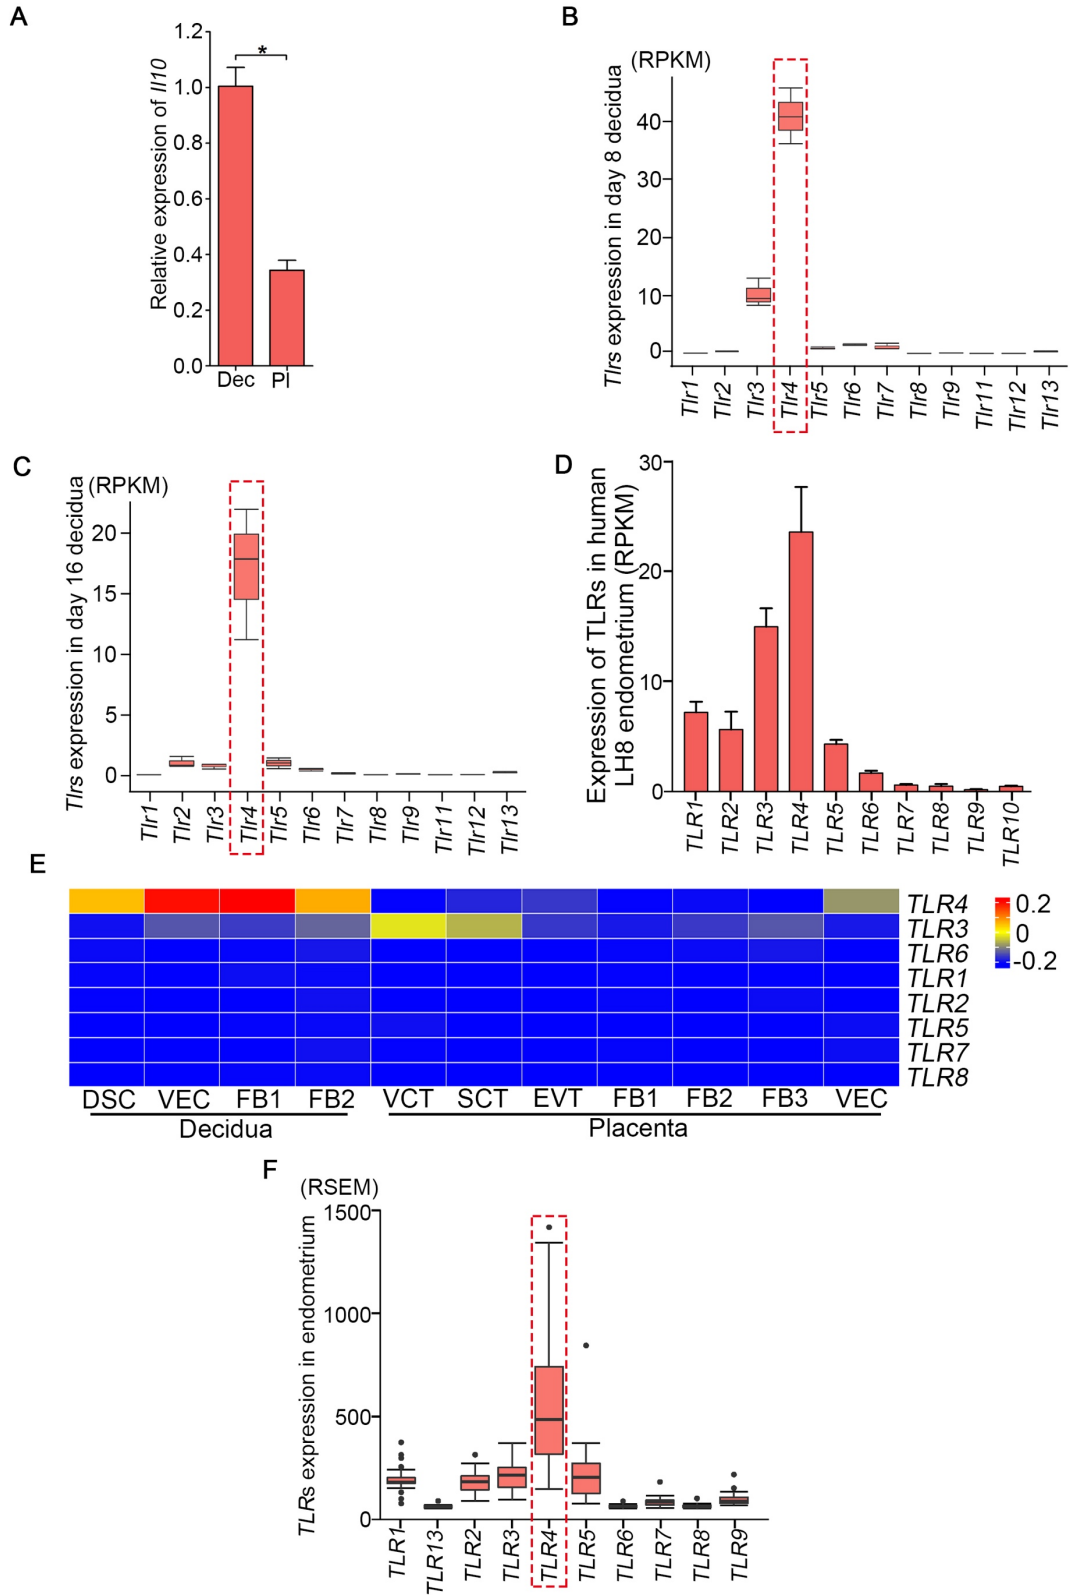 A
Relative expression of Il10
1.2
1.0
0.8
0.6
0.4
0.2
0.0
*
Dec Pl
B
(RPKM)
Tlrs expression in day 8 decidua
40
30
20
10
0
Tlr1 Tlr2 Tlr3 Tlr4 Tlr5 Tlr6 Tlr7 Tlr8 Tlr9 Tlr11 Tlr12 Tlr13
C
(RPKM)
Tlrs expression in day 16 decidua
20
15
10
5
0
Tlr1 Tlr2 Tlr3 Tlr4 Tlr5 Tlr6 Tlr7 Tlr8 Tlr9 Tlr11 Tlr12 Tlr13
D
Expression of TLRs in human
LH8 endometrium (RPKM)
30
20
10
0
TLR1 TLR2 TLR3 TLR4 TLR5 TLR6 TLR7 TLR8 TLR9 TLR10
E
TLR4
TLR3
TLR6
TLR1
TLR2
TLR5
TLR7
TLR8
0.2
0
-0.2
DSC VEC FB1 FB2 VCT SCT EVT FB1 FB2 FB3 VEC
Decidua Placenta
F
(RSEM)
TLRs expression in endometrium
1500
1000
500
0
TLR1 TLR13 TLR2 TLR3 TLR4 TLR5 TLR6 TLR7 TLR8 TLR9